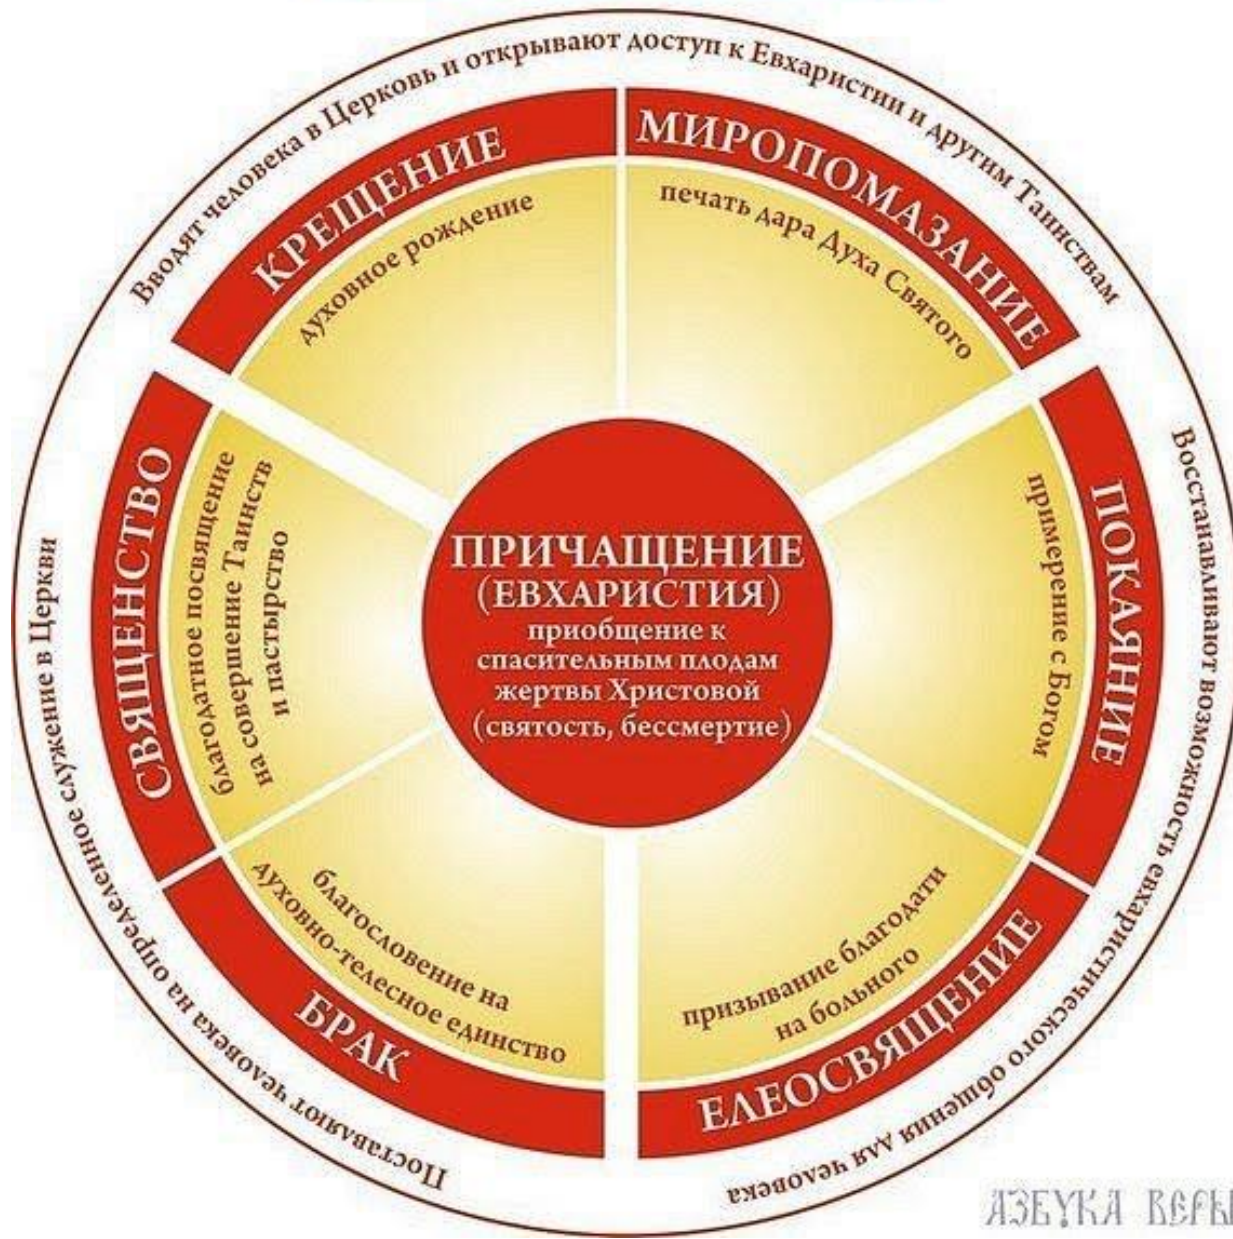 Вводят человека в Церковь и открывают доступ к Евхаристии и другим Таинствам
КРЕЩЕНИЕ
духовное рождение
МИРОПОМАЗАНИЕ
печать дара Духа Святого
Восстанавливают возможность евхаристического общения для человека
ПОКАЯНИЕ
примерение с Богом
ЕЛЕОСВЯЩЕНИЕ
призывание благодати
на больного
Поставляют человека на определенное служение в Церкви
БРАК
благословение на
духовно-телесное единство
СВЯЩЕНСТВО
благодатное посвящение
на совершение Таинств
и пастырство
ПРИЧАЩЕНИЕ
(ЕВХАРИСТИЯ)
приобщение к
спасительным плодам
жертвы Христовой
(святость, бессмертие)
АЗБУКА ВЕРЫ